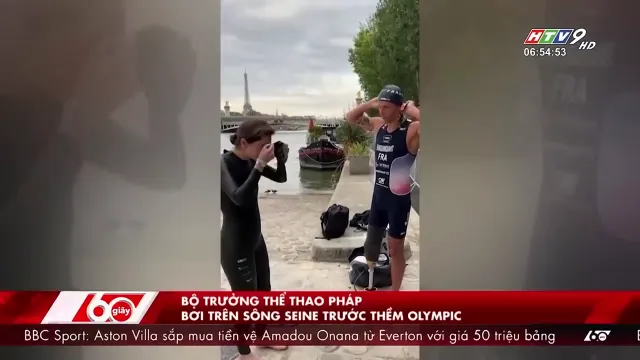 HTV9 HD
06:54:53
FRA
60 giây
BỘ TRƯỞNG THỂ THAO PHÁP
BƠI TRÊN SÔNG SEINE TRƯỚC THỀM OLYMPIC
BBC Sport: Aston Villa sắp mua tiền vệ Amadou Onana từ Everton với giá 50 triệu bảng
60